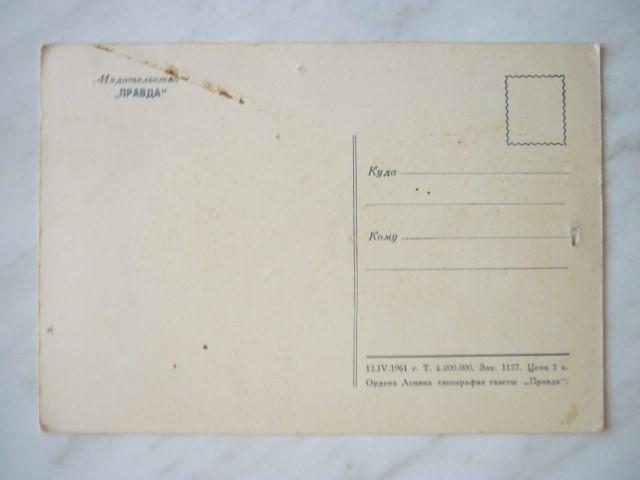 Издательство
„ПРАВДА“
Куда
Кому
12.IV.1961 г. Т. 2.000.000. Зак. 1127. Цена 2 к.
Ордена Ленина типография газеты „Правда“.